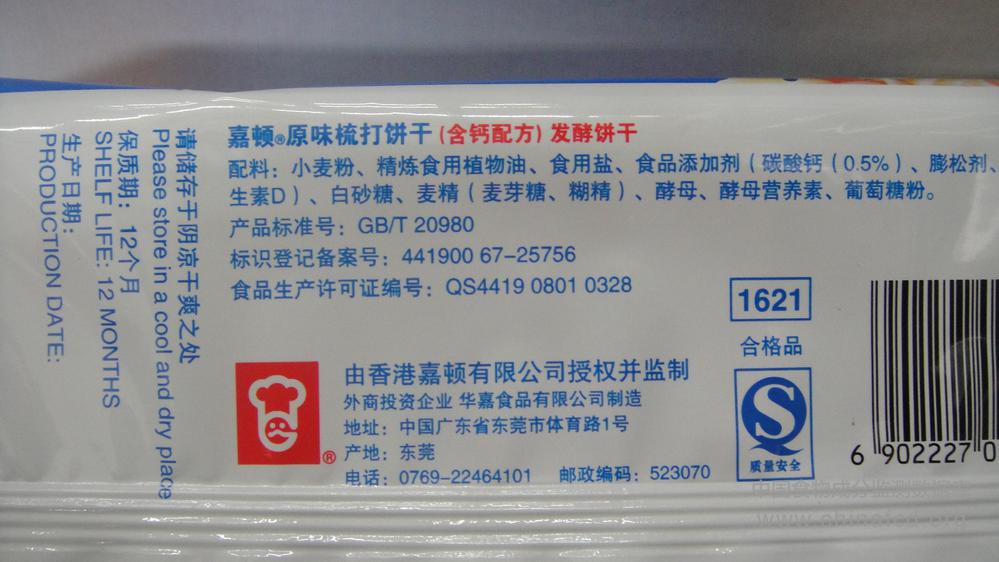 嘉顿®原味梳打饼干(含钙配方) 发酵饼干
配料：小麦粉、精炼食用植物油、食用盐、食品添加剂（碳酸钙（0.5%）、膨松剂、
生素D）、白砂糖、麦精（麦芽糖、糊精）、酵母、酵母营养素、葡萄糖粉。
产品标准号：GB/T 20980
标识登记备案号：441900 67-25756
食品生产许可证编号：QS4419 0801 0328
由香港嘉顿有限公司授权并监制
外商投资企业 华嘉食品有限公司制造
地址：中国广东省东莞市体育路1号
产地：东莞
电话：0769-22464101 邮政编码：523070
®
1621
合格品
质量安全
6 902227 0
请储存于阴凉干爽之处
Please store in a cool and dry place
保质期：12个月
SHELF LIFE: 12 MONTHS
生产日期：
PRODUCTION DATE: